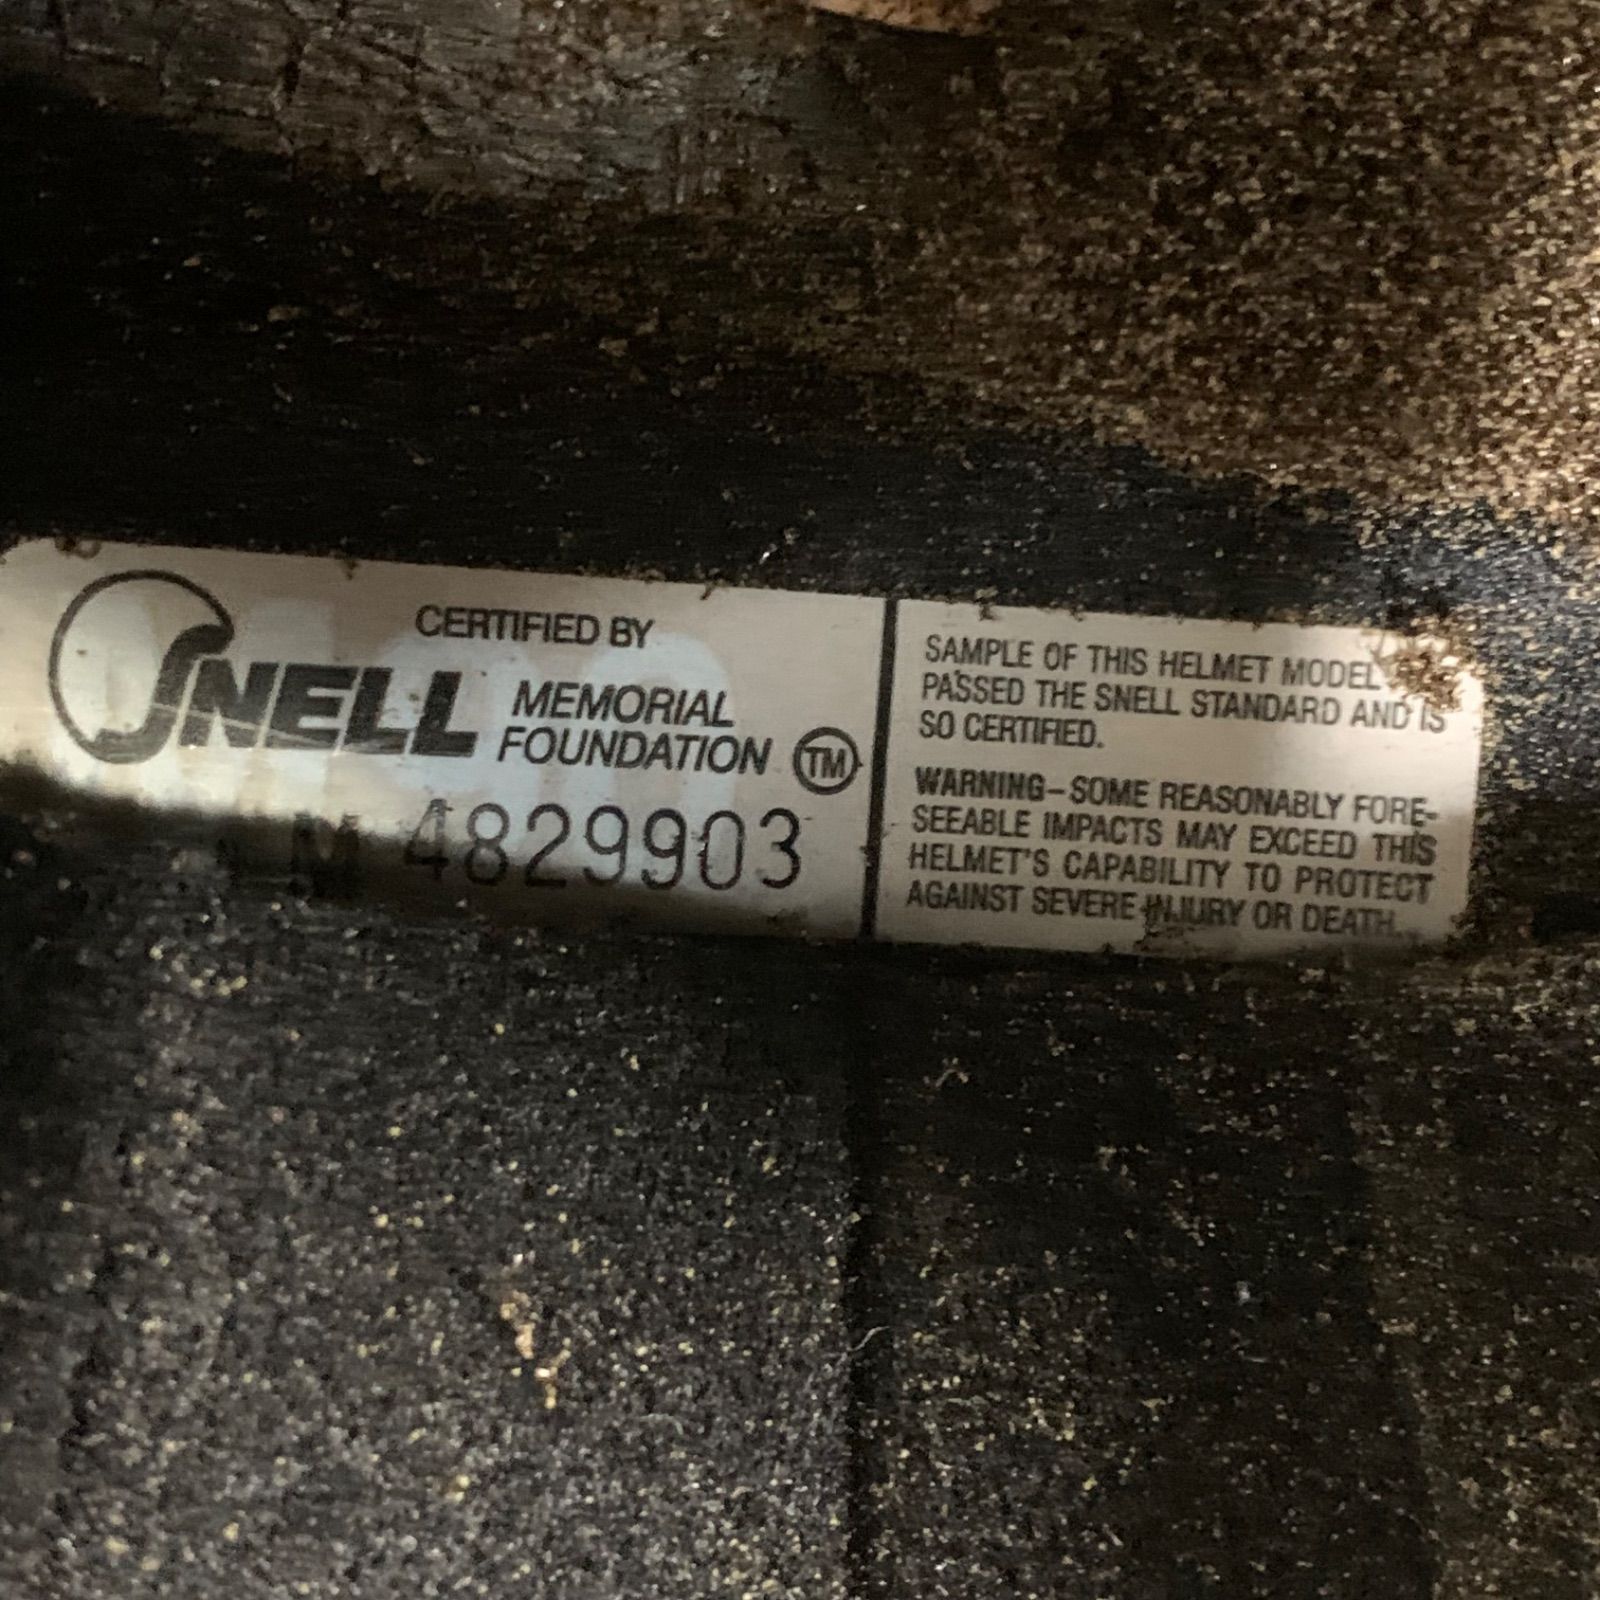 CERTIFIED BY
SNELL MEMORIAL
FOUNDATION TM
M 4829903
SAMPLE OF THIS HELMET MODEL
PASSED THE SNELL STANDARD AND IS
SO CERTIFIED.
WARNING–SOME REASONABLY FORE-
SEEABLE IMPACTS MAY EXCEED THIS
HELMET'S CAPABILITY TO PROTECT
AGAINST SEVERE INJURY OR DEATH.